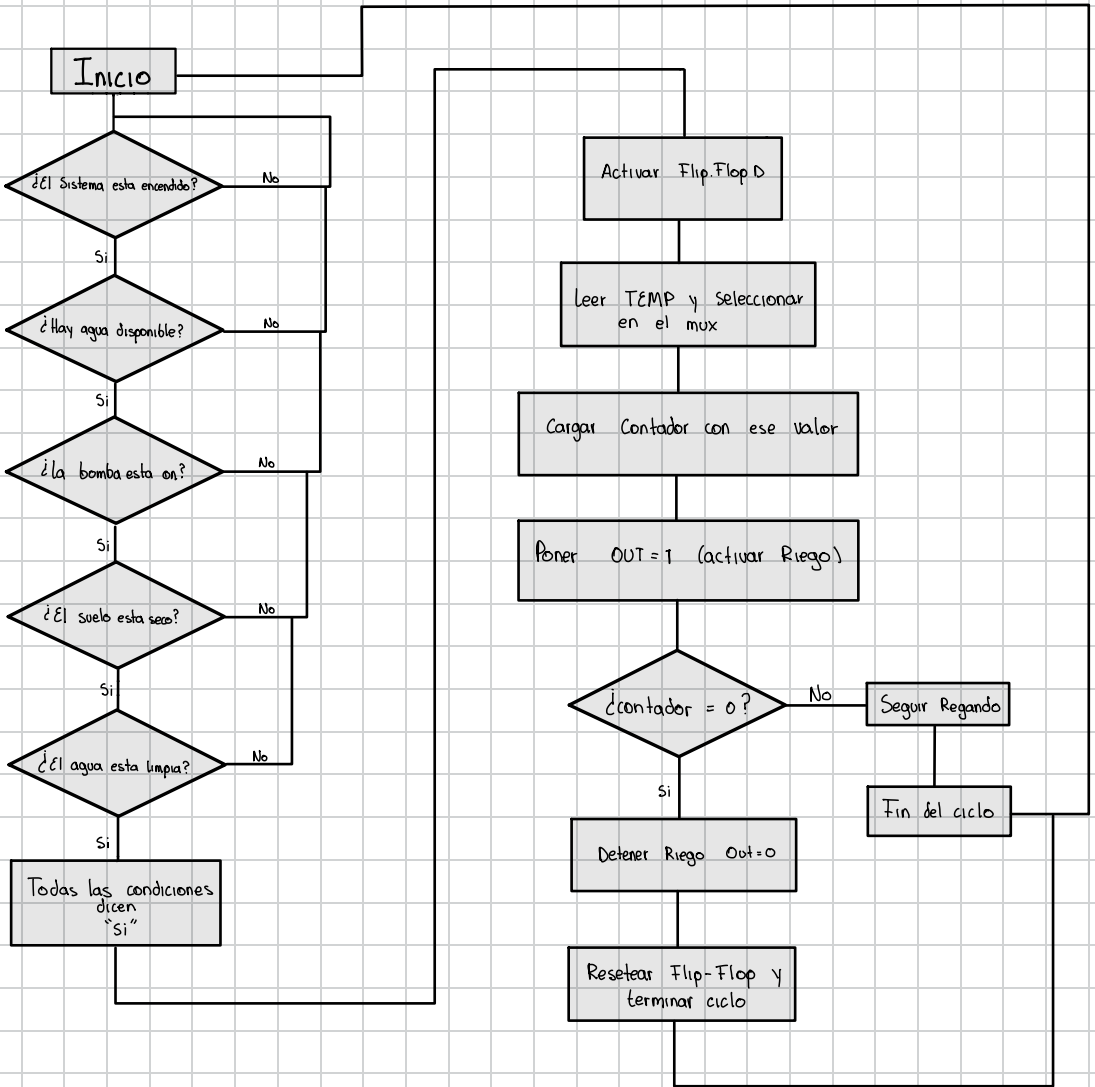 Inicio
¿El Sistema esta encendido?
No
Si
¿Hay agua disponible?
No
Si
¿La bomba esta on?
No
Si
¿El suelo esta seco?
No
Si
¿El agua esta limpia?
No
Si
Todas las condiciones
dicen
"Si"
Activar Flip.Flop D
Leer TEMP y Seleccionar
en el mux
Cargar Contador con ese valor
Poner OUT=1 (activar Riego)
¿contador = 0?
No
Seguir Regando
Fin del ciclo
Si
Detener Riego Out=0
Resetear Flip-Flop y
terminar ciclo